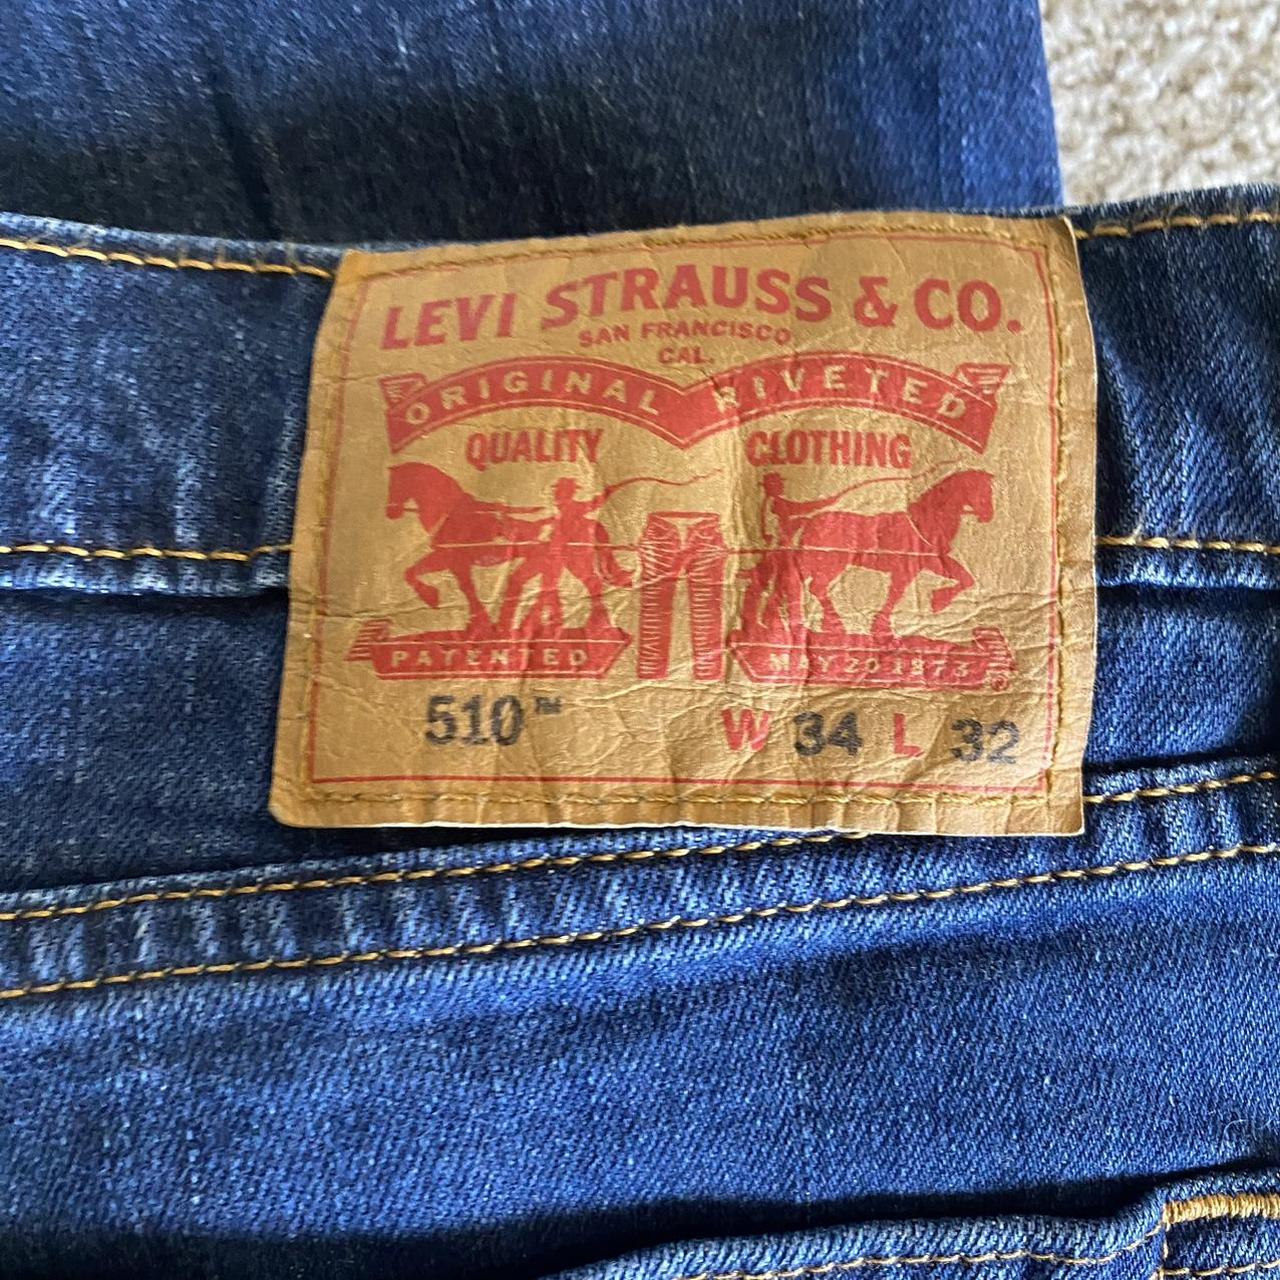 LEVI STRAUSS & CO.
SAN FRANCISCO
CAL.
ORIGINAL RIVETED
QUALITY CLOTHING
PATENTED MAY 20 1873
510™ W 34 L 32